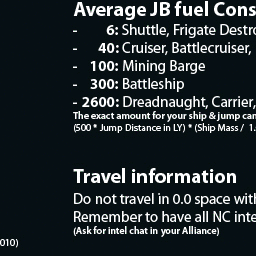 Average JB fuel Cons
- 6: Shuttle, Frigate Destro
- 40: Cruiser, Battlecruiser,
- 100: Mining Barge
- 300: Battleship
- 2600: Dreadnaught, Carrier,
The exact amount for your ship & jump can
(500 * Jump Distance in LY) * (Ship Mass / 1.
Travel information
Do not travel in 0.0 space wit
Remember to have all NC inte
(Ask for intel chat in your Alliance)
010)